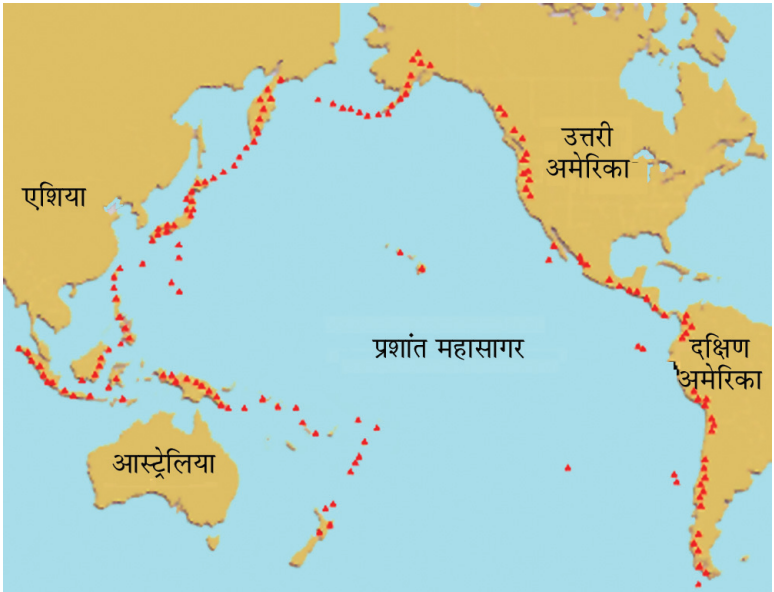 उत्तरी
अमेरिका
एशिया
प्रशांत महासागर
दक्षिण
अमेरिका
आस्ट्रेलिया